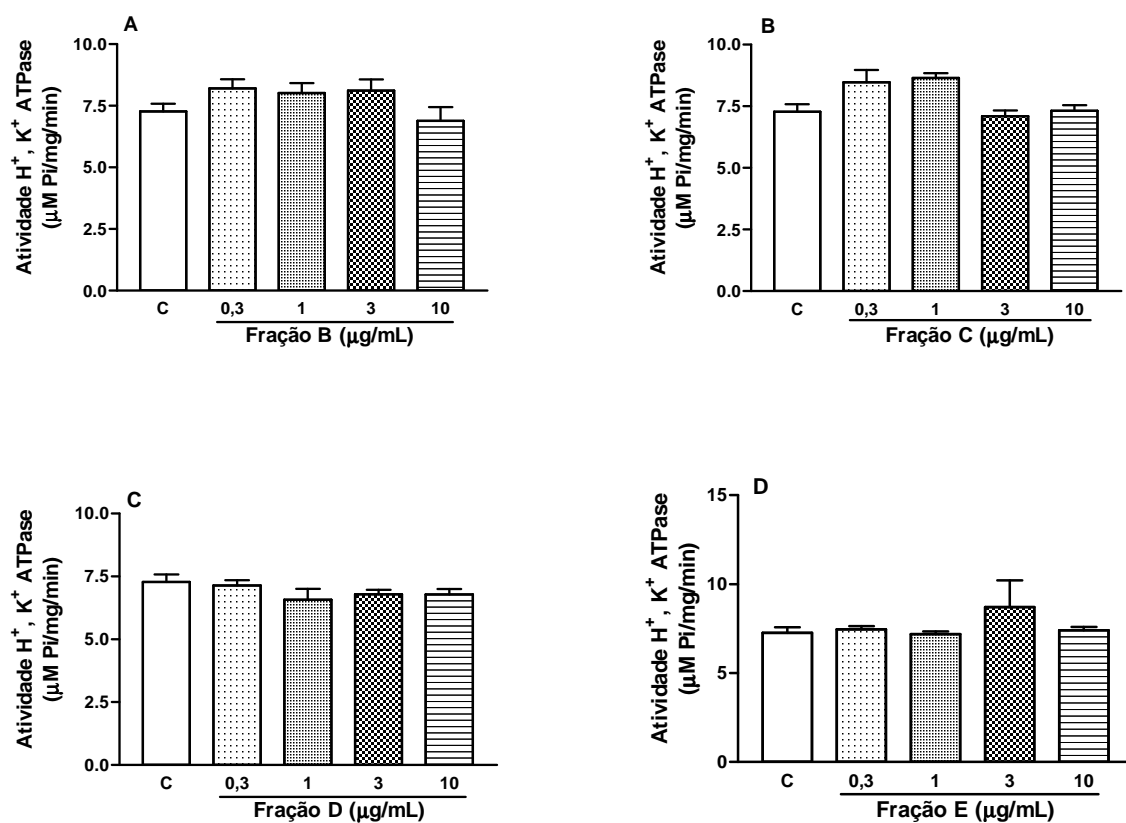 A
Atividade H⁺, K⁺ ATPase
(μM Pi/mg/min)
10.0
7.5
5.0
2.5
0.0
C 0,3 1 3 10
Fração B (μg/mL)
B
Atividade H⁺, K⁺ ATPase
(μM Pi/mg/min)
10.0
7.5
5.0
2.5
0.0
C 0,3 1 3 10
Fração C (μg/mL)
C
Atividade H⁺, K⁺ ATPase
(μM Pi/mg/min)
10.0
7.5
5.0
2.5
0.0
C 0,3 1 3 10
Fração D (μg/mL)
D
Atividade H⁺, K⁺ ATPase
(μM Pi/mg/min)
15
10
5
0
C 0,3 1 3 10
Fração E (μg/mL)